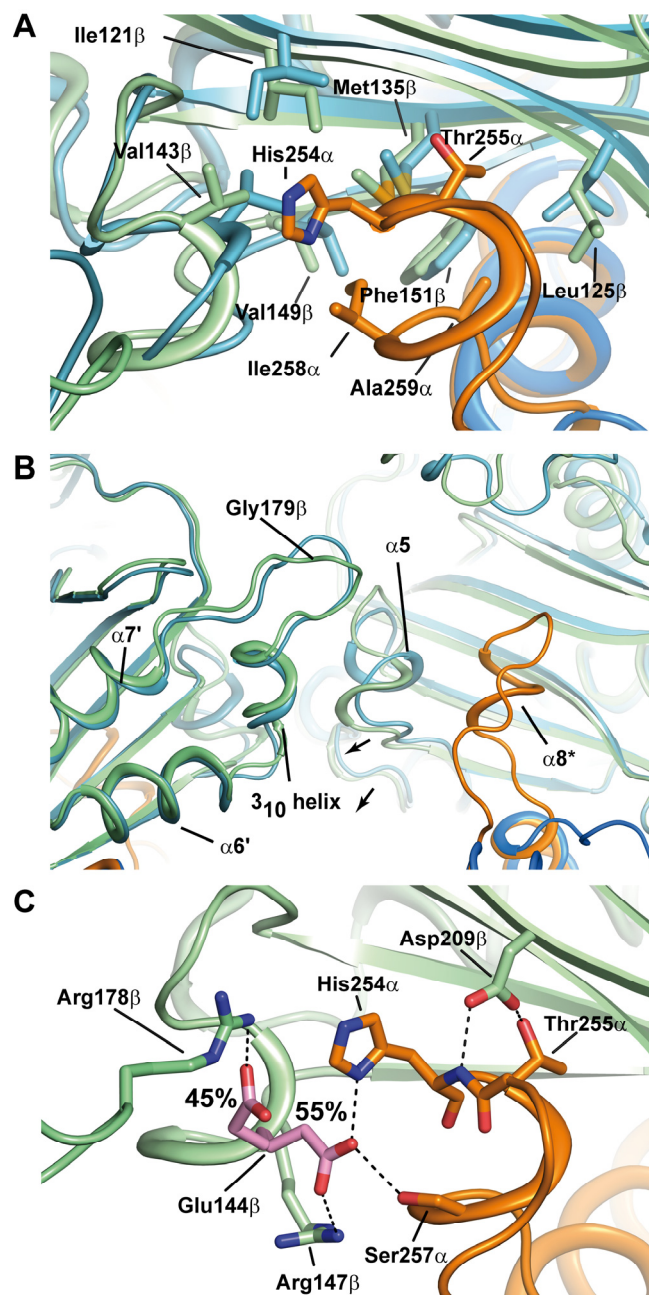 A
Ile121β
Met135β
Val143β
His254α
Thr255α
Val149β
Phe151β
Leu125β
Ile258α
Ala259α
B
Gly179β
α5
α7'
α8*
3₁₀ helix
α6'
C
Asp209β
His254α
Arg178β
Thr255α
45%
55%
Glu144β
Ser257α
Arg147β